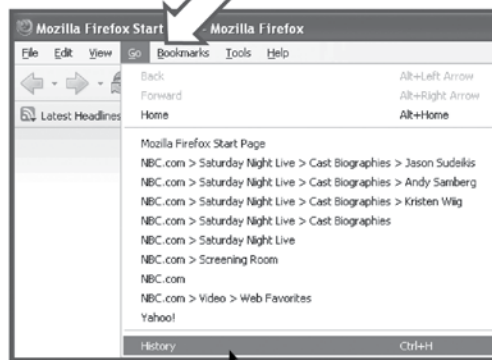 Mozilla Firefox Start - Mozilla Firefox
File Edit View Go Bookmarks Tools Help
Back Alt+Left Arrow
Forward Alt+Right Arrow
Latest Headlines Home Alt+Home
Mozilla Firefox Start Page
NBC.com > Saturday Night Live > Cast Biographies > Jason Sudeikis
NBC.com > Saturday Night Live > Cast Biographies > Andy Samberg
NBC.com > Saturday Night Live > Cast Biographies > Kristen Wiig
NBC.com > Saturday Night Live > Cast Biographies
NBC.com > Saturday Night Live
NBC.com > Screening Room
NBC.com
NBC.com > Video > Web Favorites
Yahoo!
History Ctrl+H